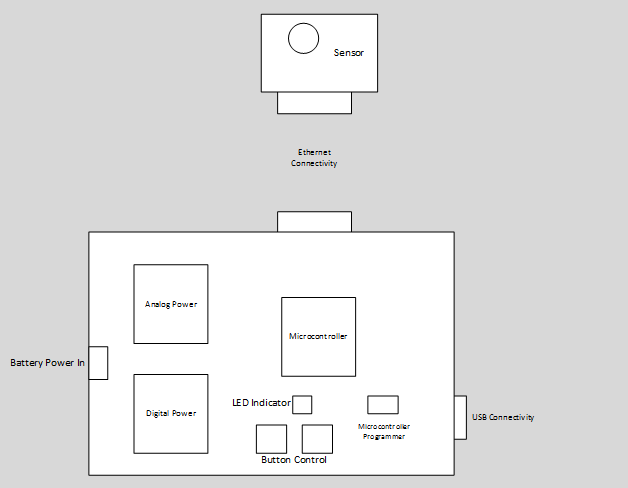 Sensor
Ethernet
Connectivity
Analog Power
Microcontroller
Battery Power In
LED Indicator
Digital Power
USB Connectivity
Microcontroller
Programmer
Button Control